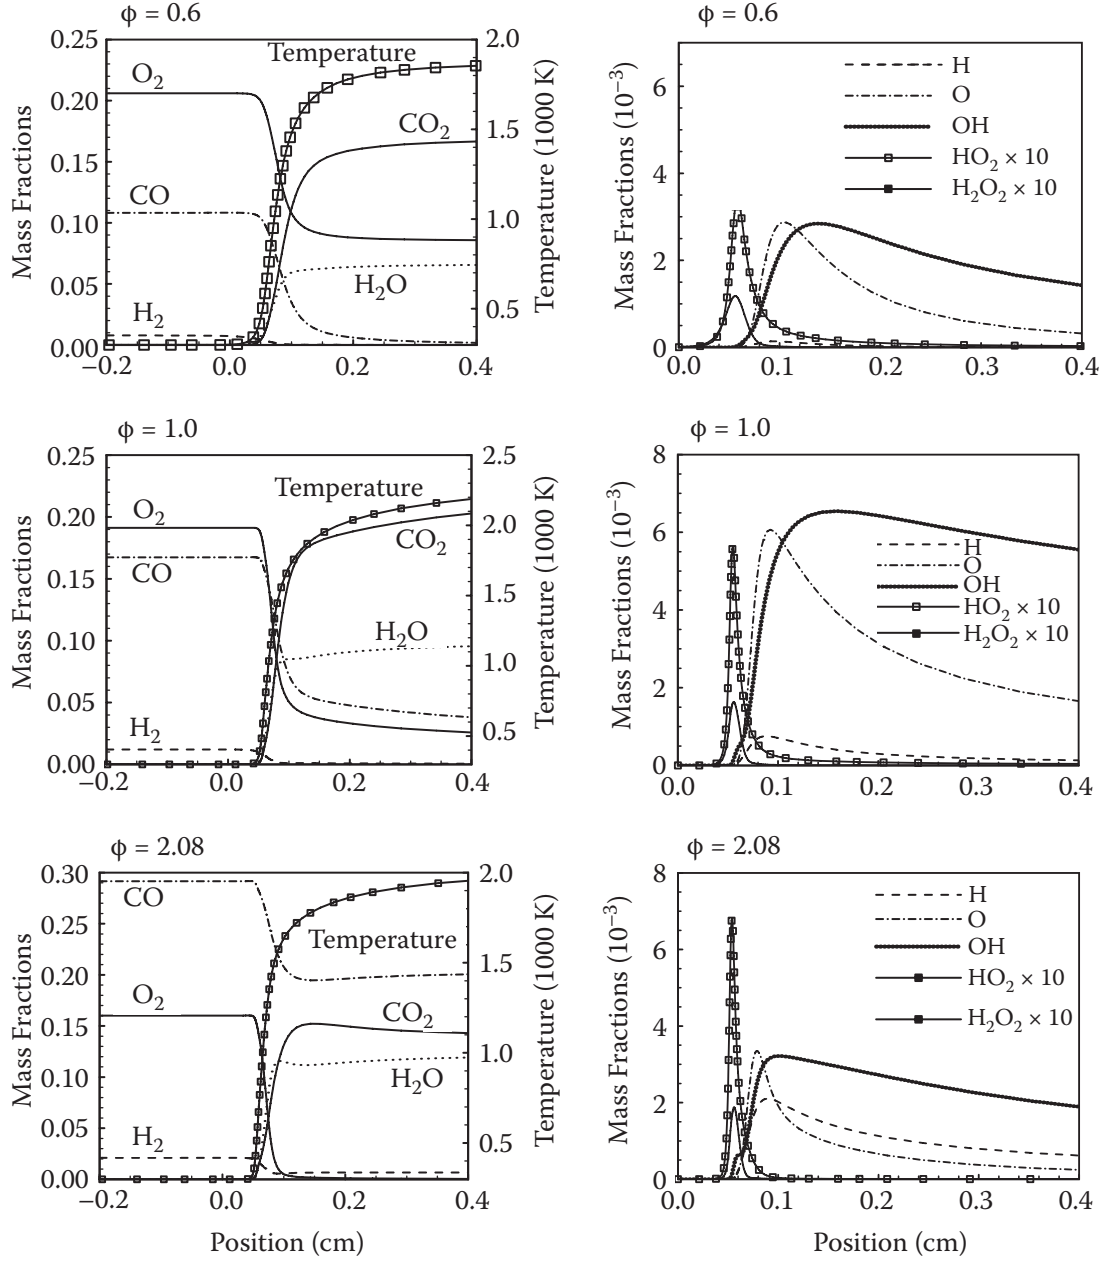 ϕ = 0.6
0.25
0.20
0.15
0.10
0.05
0.00
Mass Fractions
O₂
CO
H₂
Temperature
CO₂
H₂O
2.0
1.5
1.0
0.5
Temperature (1000 K)
−0.2 0.0 0.2 0.4
ϕ = 0.6
6
4
2
0
Mass Fractions (10⁻³)
H
O
OH
HO₂ × 10
H₂O₂ × 10
0.0 0.1 0.2 0.3 0.4
ϕ = 1.0
0.25
0.20
0.15
0.10
0.05
0.00
Mass Fractions
O₂
CO
H₂
Temperature
CO₂
H₂O
2.5
2.0
1.5
1.0
0.5
Temperature (1000 K)
−0.2 0.0 0.2 0.4
ϕ = 1.0
8
6
4
2
0
Mass Fractions (10⁻³)
H
O
OH
HO₂ × 10
H₂O₂ × 10
0.0 0.1 0.2 0.3 0.4
ϕ = 2.08
0.30
0.25
0.20
0.15
0.10
0.05
0.00
Mass Fractions
CO
O₂
H₂
Temperature
CO₂
H₂O
2.0
1.5
1.0
0.5
Temperature (1000 K)
−0.2 0.0 0.2 0.4
Position (cm)
ϕ = 2.08
8
6
4
2
0
Mass Fractions (10⁻³)
H
O
OH
HO₂ × 10
H₂O₂ × 10
0.0 0.1 0.2 0.3 0.4
Position (cm)